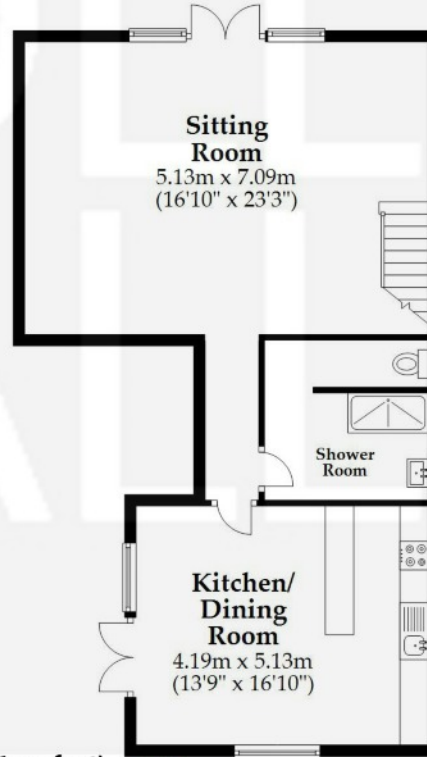 Sitting
Room
5.13m x 7.09m
(16'10" x 23'3")
Shower
Room
Kitchen/
Dining
Room
4.19m x 5.13m
(13'9" x 16'10")